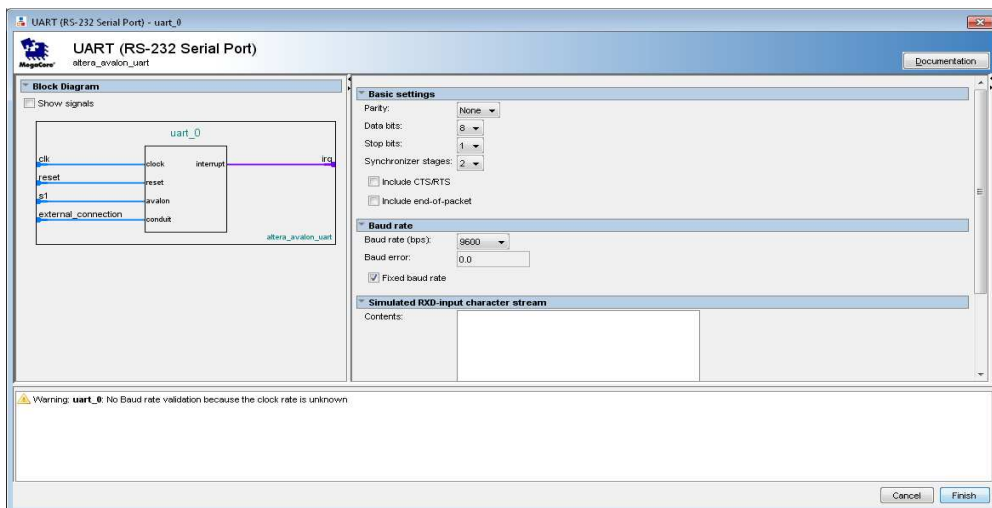 UART (RS-232 Serial Port) - uart_0
MegaCore'
UART (RS-232 Serial Port)
altera_avalon_uart
Documentation
Block Diagram
Show signals
uart_0
clk
clock
interrupt
irq
reset
reset
s1
avalon
external_connection
conduit
altera_avalon_uart
Basic settings
Parity: None
Data bits: 8
Stop bits: 1
Synchronizer stages: 2
Include CTS/RTS
Include end-of-packet
Baud rate
Baud rate (bps): 9600
Baud error: 0.0
Fixed baud rate
Simulated RXD-input character stream
Contents:
Warning: uart_0: No Baud rate validation because the clock rate is unknown
Cancel
Finish